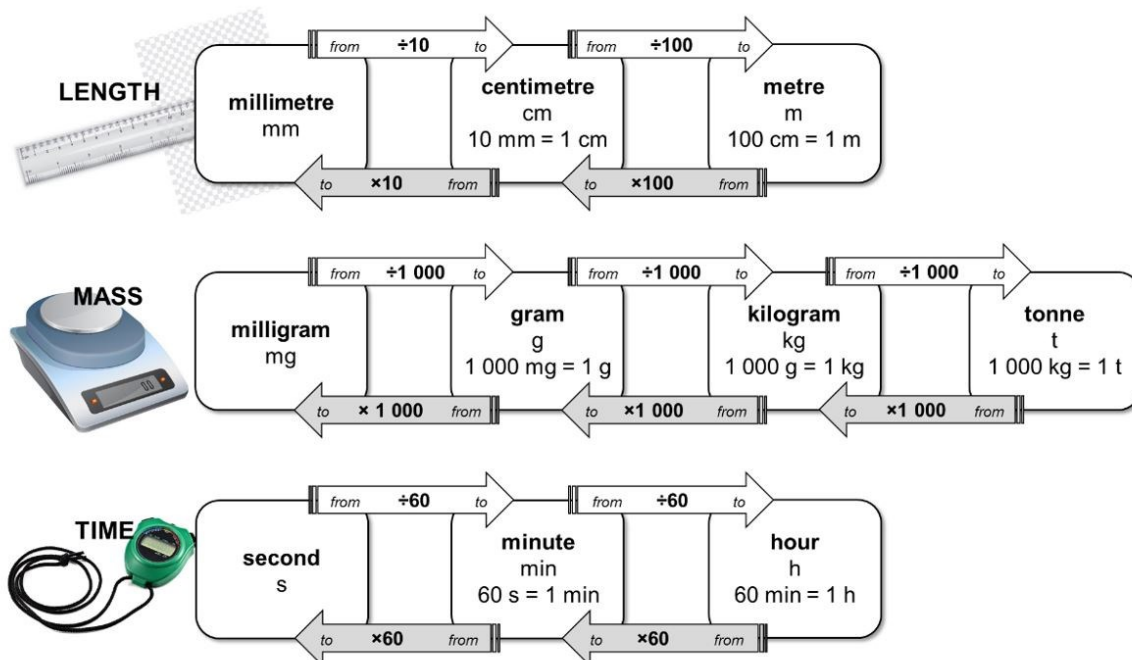 LENGTH
from ÷10 to
from ÷100 to
millimetre
mm
centimetre
cm
10 mm = 1 cm
metre
m
100 cm = 1 m
to ×10 from
to ×100 from
MASS
from ÷1 000 to
from ÷1 000 to
from ÷1 000 to
milligram
mg
gram
g
1 000 mg = 1 g
kilogram
kg
1 000 g = 1 kg
tonne
t
1 000 kg = 1 t
to × 1 000 from
to ×1 000 from
to ×1 000 from
TIME
from ÷60 to
from ÷60 to
second
s
minute
min
60 s = 1 min
hour
h
60 min = 1 h
to ×60 from
to ×60 from